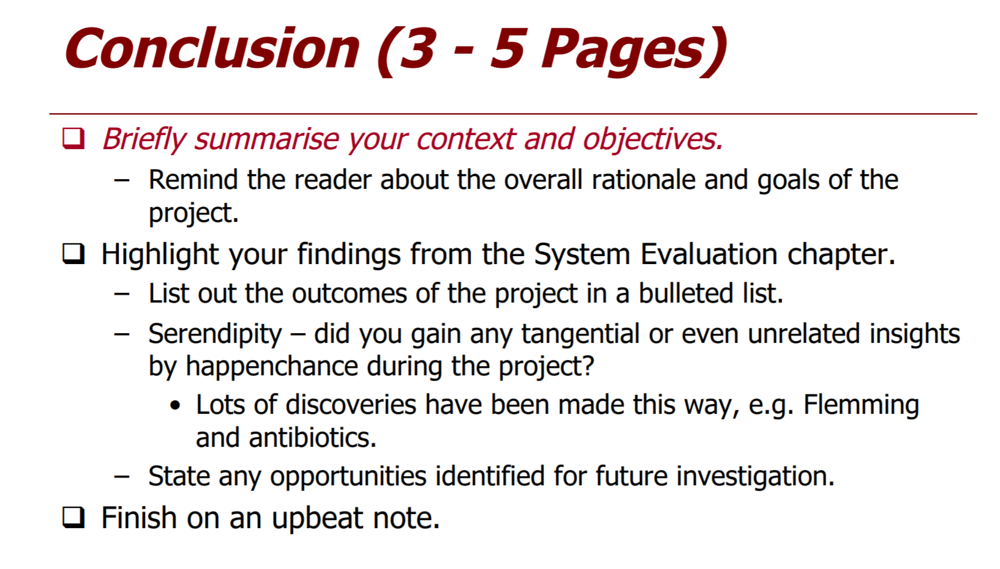 Conclusion (3 - 5 Pages)
❑ Briefly summarise your context and objectives.
– Remind the reader about the overall rationale and goals of the
project.
❑ Highlight your findings from the System Evaluation chapter.
– List out the outcomes of the project in a bulleted list.
– Serendipity – did you gain any tangential or even unrelated insights
by happenchance during the project?
• Lots of discoveries have been made this way, e.g. Flemming
and antibiotics.
– State any opportunities identified for future investigation.
❑ Finish on an upbeat note.